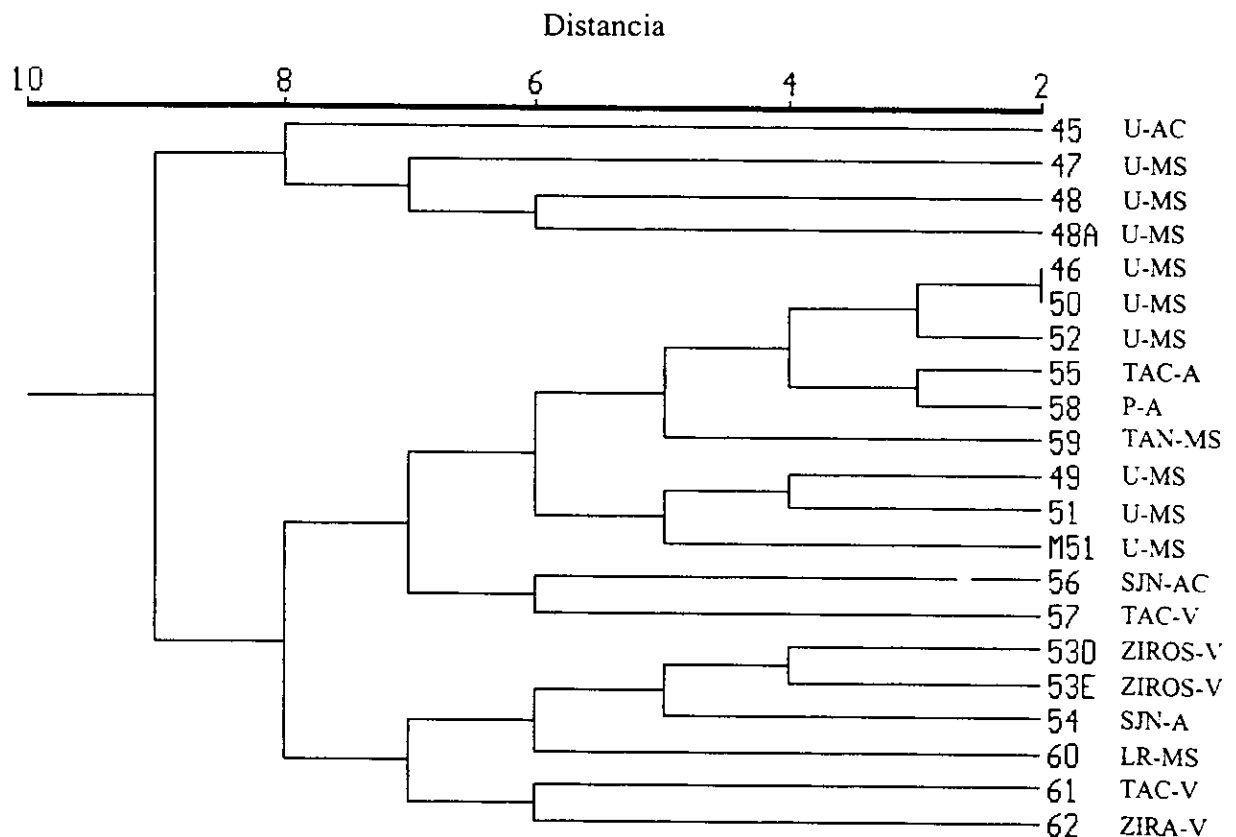 Distancia
10 8 6 4 2
45 U-AC
47 U-MS
48 U-MS
48A U-MS
46 U-MS
50 U-MS
52 U-MS
55 TAC-A
58 P-A
59 TAN-MS
49 U-MS
51 U-MS
M51 U-MS
56 SJN-AC
57 TAC-V
53D ZIROS-V
53E ZIROS-V
54 SJN-A
60 LR-MS
61 TAC-V
62 ZIRA-V